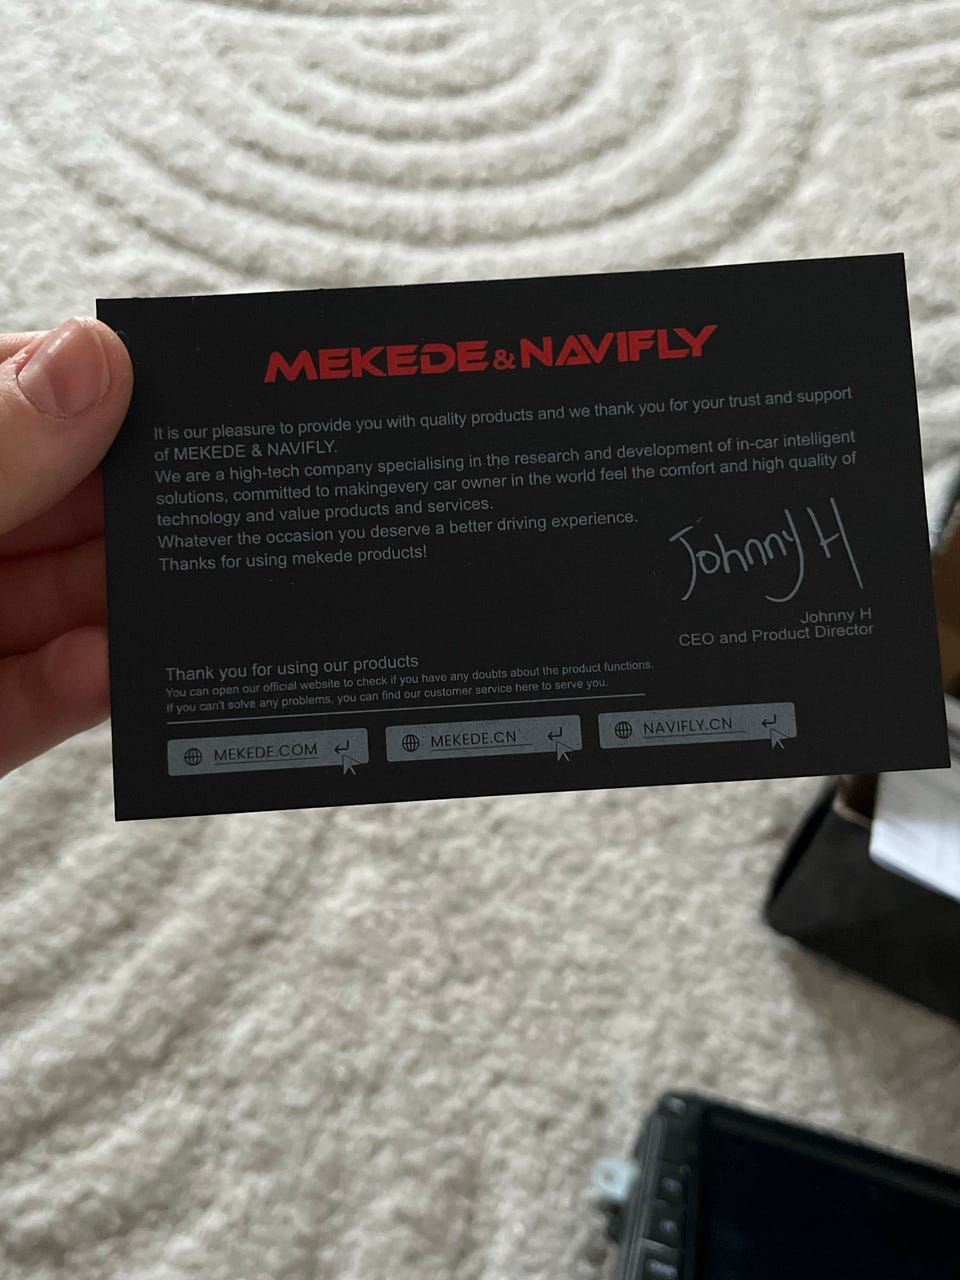 MEKEDE & NAVIFLY
It is our pleasure to provide you with quality products and we thank you for your trust and support
of MEKEDE & NAVIFLY.
We are a high-tech company specialising in the research and development of in-car intelligent
solutions, committed to makingevery car owner in the world feel the comfort and high quality of
technology and value products and services.
Whatever the occasion you deserve a better driving experience.
Thanks for using mekede products!
Johnny H
Johnny H
CEO and Product Director
Thank you for using our products
You can open our official website to check if you have any doubts about the product functions.
If you can't solve any problems, you can find our customer service here to serve you.
MEKEDE.COM
MEKEDE.CN
NAVIFLY.CN